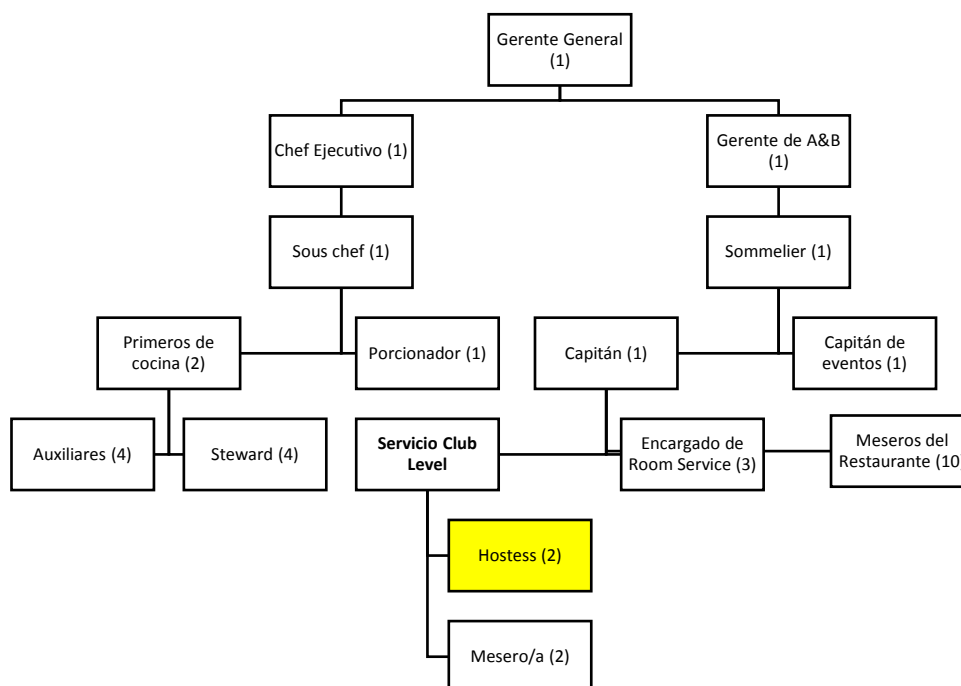 Gerente General
(1)
Chef Ejecutivo (1)
Gerente de A&B
(1)
Sous chef (1)
Sommelier (1)
Primeros de
cocina (2)
Porcionador (1)
Capitán (1)
Capitán de
eventos (1)
Auxiliares (4)
Steward (4)
Servicio Club
Level
Encargado de
Room Service (3)
Meseros del
Restaurante (10)
Hostess (2)
Mesero/a (2)